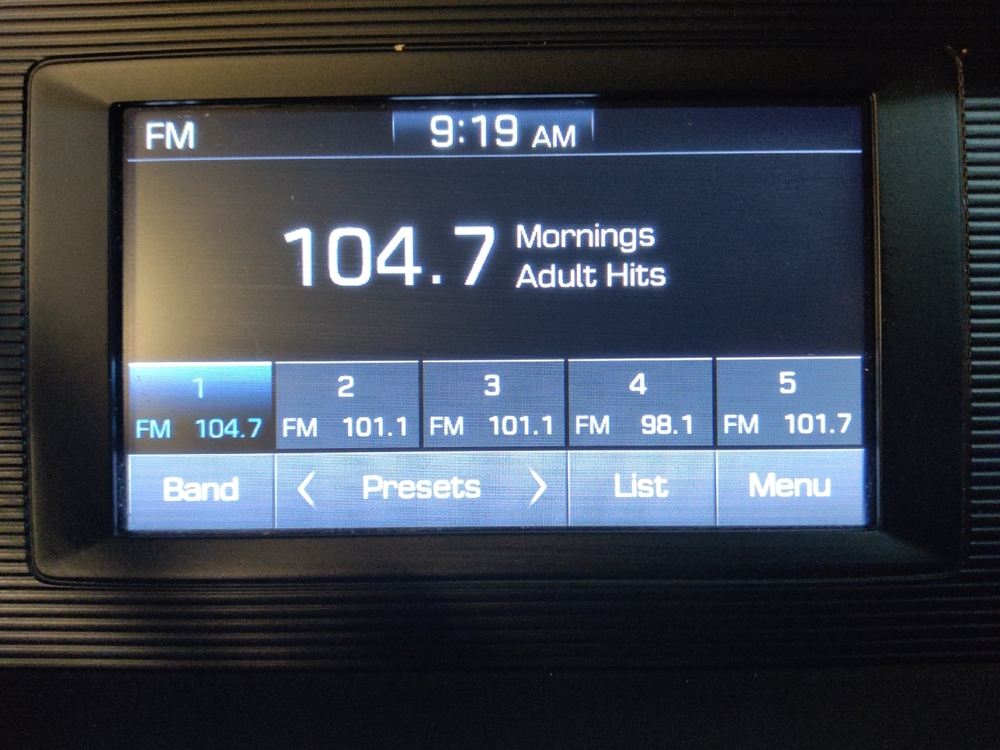 FM 9:19 AM
104.7 Mornings
Adult Hits
1 2 3 4 5
FM 104.7 FM 101.1 FM 101.1 FM 98.1 FM 101.7
Band < Presets > List Menu